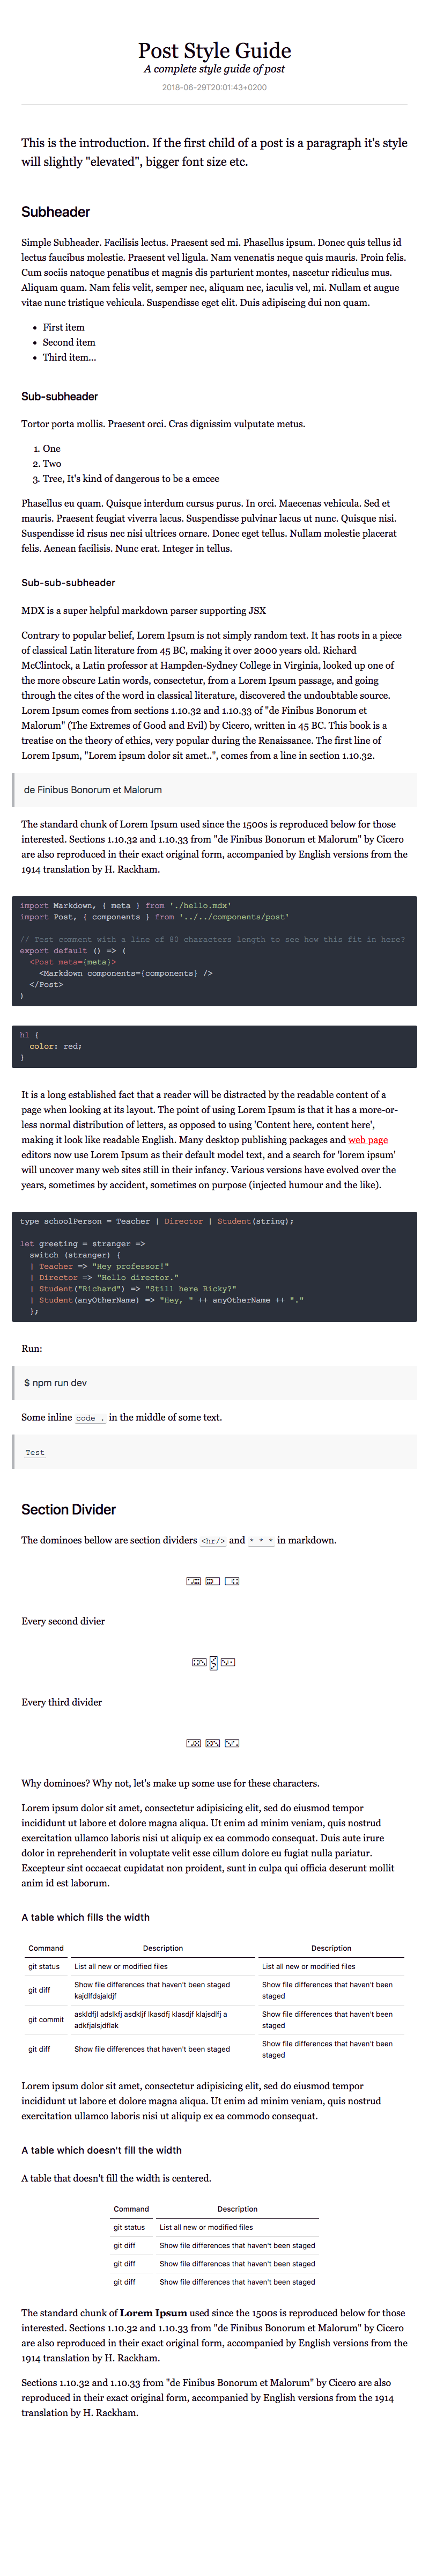 Post Style Guide
A complete style guide of post
2018-06-29T20:01:43+0200
This is the introduction. If the first child of a post is a paragraph it's style
will slightly "elevated", bigger font size etc.
Subheader
Simple Subheader. Facilisis lectus. Praesent sed mi. Phasellus ipsum. Donec quis tellus id
lectus faucibus molestie. Praesent vel ligula. Nam venenatis neque quis mauris. Proin felis.
Cum sociis natoque penatibus et magnis dis parturient montes, nascetur ridiculus mus.
Aliquam quam. Nam felis velit, semper nec, aliquam nec, iaculis vel, mi. Nullam et augue
vitae nunc tristique vehicula. Suspendisse eget elit. Duis adipiscing dui non quam.
• First item
• Second item
• Third item...
Sub-subheader
Tortor porta mollis. Praesent orci. Cras dignissim vulputate metus.
1. One
2. Two
3. Tree, It's kind of dangerous to be a emcee
Phasellus eu quam. Quisque interdum cursus purus. In orci. Maecenas vehicula. Sed et
mauris. Praesent feugiat viverra lacus. Suspendisse pulvinar lacus ut nunc. Quisque nisi.
Suspendisse id risus nec nisi ultrices ornare. Donec eget tellus. Nullam molestie placerat
felis. Aenean facilisis. Nunc erat. Integer in tellus.
Sub-sub-subheader
MDX is a super helpful markdown parser supporting JSX
Contrary to popular belief, Lorem Ipsum is not simply random text. It has roots in a piece
of classical Latin literature from 45 BC, making it over 2000 years old. Richard
McClintock, a Latin professor at Hampden-Sydney College in Virginia, looked up one of
the more obscure Latin words, consectetur, from a Lorem Ipsum passage, and going
through the cites of the word in classical literature, discovered the undoubtable source.
Lorem Ipsum comes from sections 1.10.32 and 1.10.33 of "de Finibus Bonorum et
Malorum" (The Extremes of Good and Evil) by Cicero, written in 45 BC. This book is a
treatise on the theory of ethics, very popular during the Renaissance. The first line of
Lorem Ipsum, "Lorem ipsum dolor sit amet..", comes from a line in section 1.10.32.
de Finibus Bonorum et Malorum
The standard chunk of Lorem Ipsum used since the 1500s is reproduced below for those
interested. Sections 1.10.32 and 1.10.33 from "de Finibus Bonorum et Malorum" by Cicero
are also reproduced in their exact original form, accompanied by English versions from the
1914 translation by H. Rackham.
import Markdown, { meta } from './hello.mdx'
import Post, { components } from '../../components/post'
// Test comment with a line of 80 characters length to see how this fit in here?
export default () => (
<Post meta={meta}>
<Markdown components={components} />
</Post>
)
h1 {
color: red;
}
It is a long established fact that a reader will be distracted by the readable content of a
page when looking at its layout. The point of using Lorem Ipsum is that it has a more-or-
less normal distribution of letters, as opposed to using 'Content here, content here',
making it look like readable English. Many desktop publishing packages and web page
editors now use Lorem Ipsum as their default model text, and a search for 'lorem ipsum'
will uncover many web sites still in their infancy. Various versions have evolved over the
years, sometimes by accident, sometimes on purpose (injected humour and the like).
type schoolPerson = Teacher | Director | Student(string);
let greeting = stranger =>
switch (stranger) {
| Teacher => "Hey professor!"
| Director => "Hello director."
| Student("Richard") => "Still here Ricky?"
| Student(anyOtherName) => "Hey, " ++ anyOtherName ++ "."
};
Run:
$ npm run dev
Some inline code . in the middle of some text.
Test
Section Divider
The dominoes bellow are section dividers <hr/> and * * * in markdown.
Every second divier
Every third divider
Why dominoes? Why not, let's make up some use for these characters.
Lorem ipsum dolor sit amet, consectetur adipisicing elit, sed do eiusmod tempor
incididunt ut labore et dolore magna aliqua. Ut enim ad minim veniam, quis nostrud
exercitation ullamco laboris nisi ut aliquip ex ea commodo consequat. Duis aute irure
dolor in reprehenderit in voluptate velit esse cillum dolore eu fugiat nulla pariatur.
Excepteur sint occaecat cupidatat non proident, sunt in culpa qui officia deserunt mollit
anim id est laborum.
A table which fills the width
Command Description Description
git status List all new or modified files List all new or modified files
git diff Show file differences that haven't been staged kajdlfdsjaldjf Show file differences that haven't been staged
git commit askldfjl adslkfj asdkljf lkasdfj klasdjf klajsdlfj a adkfjalsjdflak Show file differences that haven't been staged
git diff Show file differences that haven't been staged Show file differences that haven't been staged
Lorem ipsum dolor sit amet, consectetur adipisicing elit, sed do eiusmod tempor
incididunt ut labore et dolore magna aliqua. Ut enim ad minim veniam, quis nostrud
exercitation ullamco laboris nisi ut aliquip ex ea commodo consequat.
A table which doesn't fill the width
A table that doesn't fill the width is centered.
Command Description
git status List all new or modified files
git diff Show file differences that haven't been staged
git diff Show file differences that haven't been staged
git diff Show file differences that haven't been staged
The standard chunk of Lorem Ipsum used since the 1500s is reproduced below for those
interested. Sections 1.10.32 and 1.10.33 from "de Finibus Bonorum et Malorum" by Cicero
are also reproduced in their exact original form, accompanied by English versions from the
1914 translation by H. Rackham.
Sections 1.10.32 and 1.10.33 from "de Finibus Bonorum et Malorum" by Cicero are also
reproduced in their exact original form, accompanied by English versions from the 1914
translation by H. Rackham.